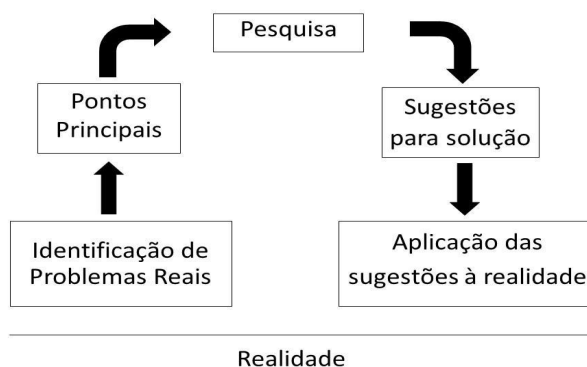 Pesquisa
Pontos
Principais
Sugestões
para solução
Identificação de
Problemas Reais
Aplicação das
sugestões à realidade
Realidade